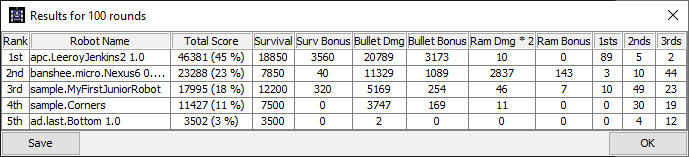 Results for 100 rounds
Rank Robot Name Total Score Survival Surv Bonus Bullet Dmg Bullet Bonus Ram Dmg * 2 Ram Bonus 1sts 2nds 3rds
1st apc.LeeroyJenkins2 1.0 46381 (45 %) 18850 3560 20789 3173 10 0 89 5 2
2nd banshee.micro.Nexus6 0.... 23288 (23 %) 7850 40 11329 1089 2837 143 3 10 44
3rd sample.MyFirstJuniorRobot 17995 (18 %) 12200 320 5169 254 46 7 10 49 23
4th sample.Corners 11427 (11 %) 7500 0 3747 169 11 0 0 30 19
5th ad.last.Bottom 1.0 3502 (3 %) 3500 0 2 0 0 0 0 4 12
Save OK